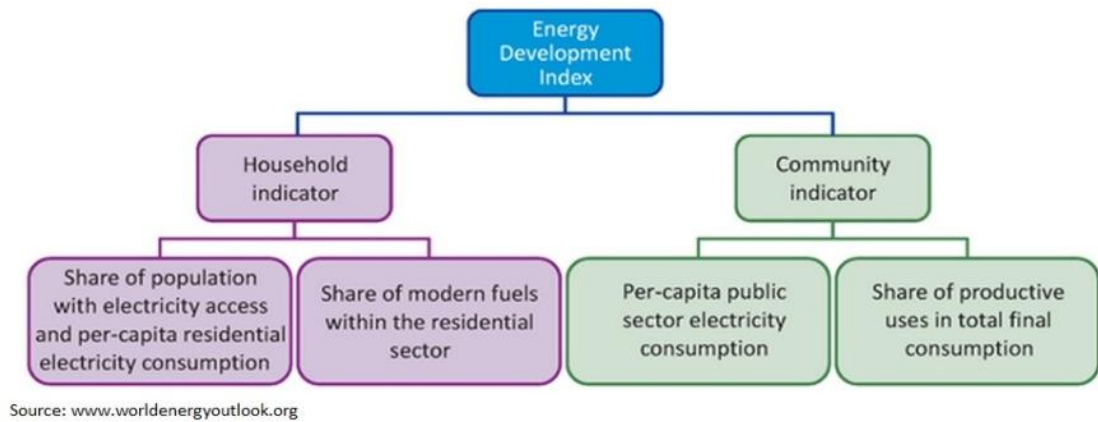 Energy
Development
Index
Household
indicator
Community
indicator
Share of population
with electricity access
and per-capita residential
electricity consumption
Share of modern fuels
within the residential
sector
Per-capita public
sector electricity
consumption
Share of productive
uses in total final
consumption
Source: www.worldenergyoutlook.org